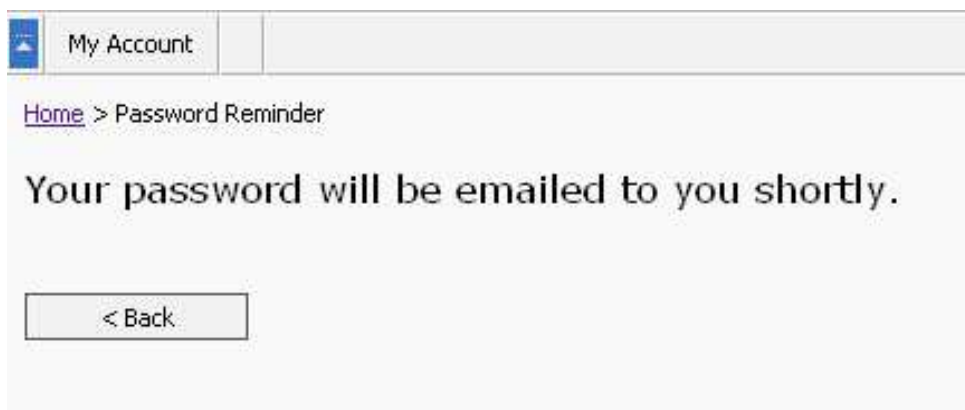 My Account
Home > Password Reminder
Your password will be emailed to you shortly.
< Back